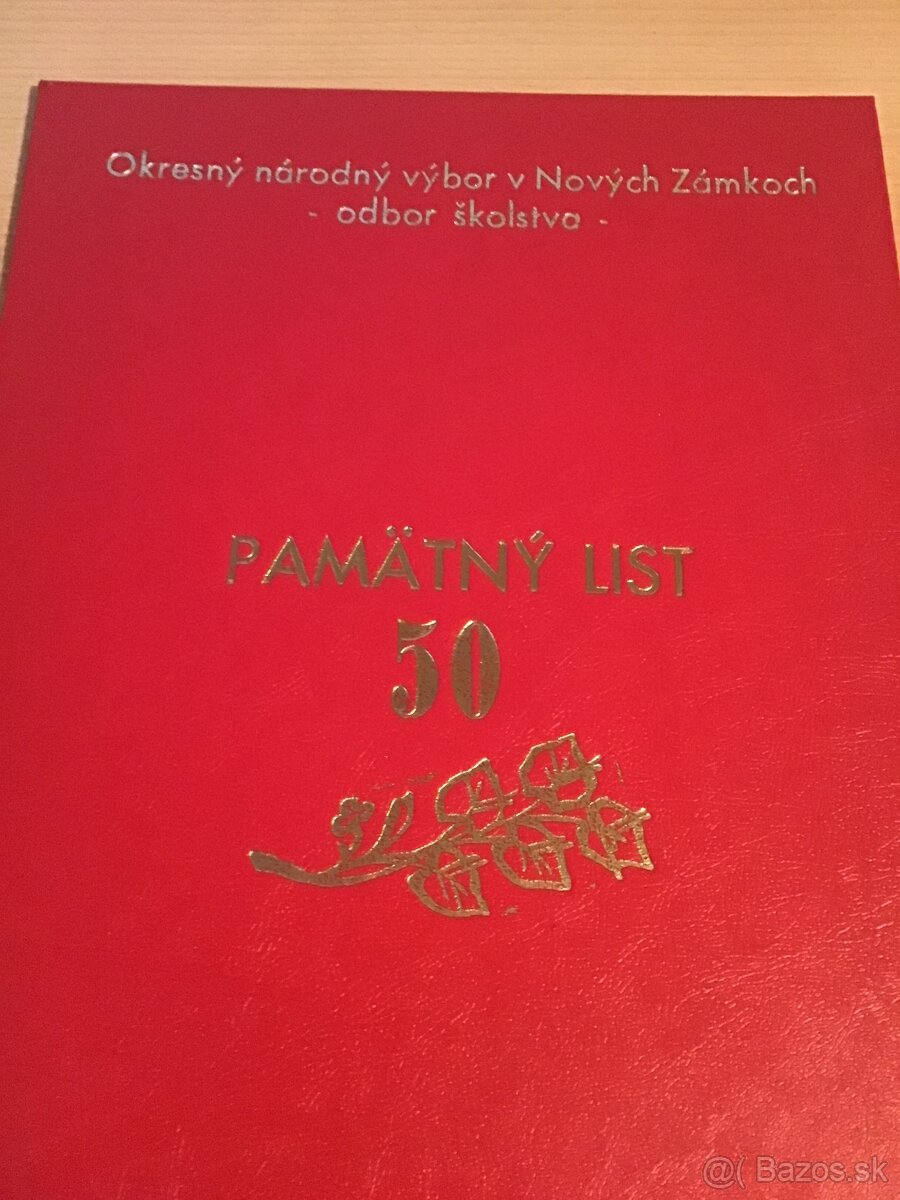 Okresný národný výbor v Nových Zámkoch
- odbor školstva -
PAMÄTNÝ LIST
50
@( Bazos.sk